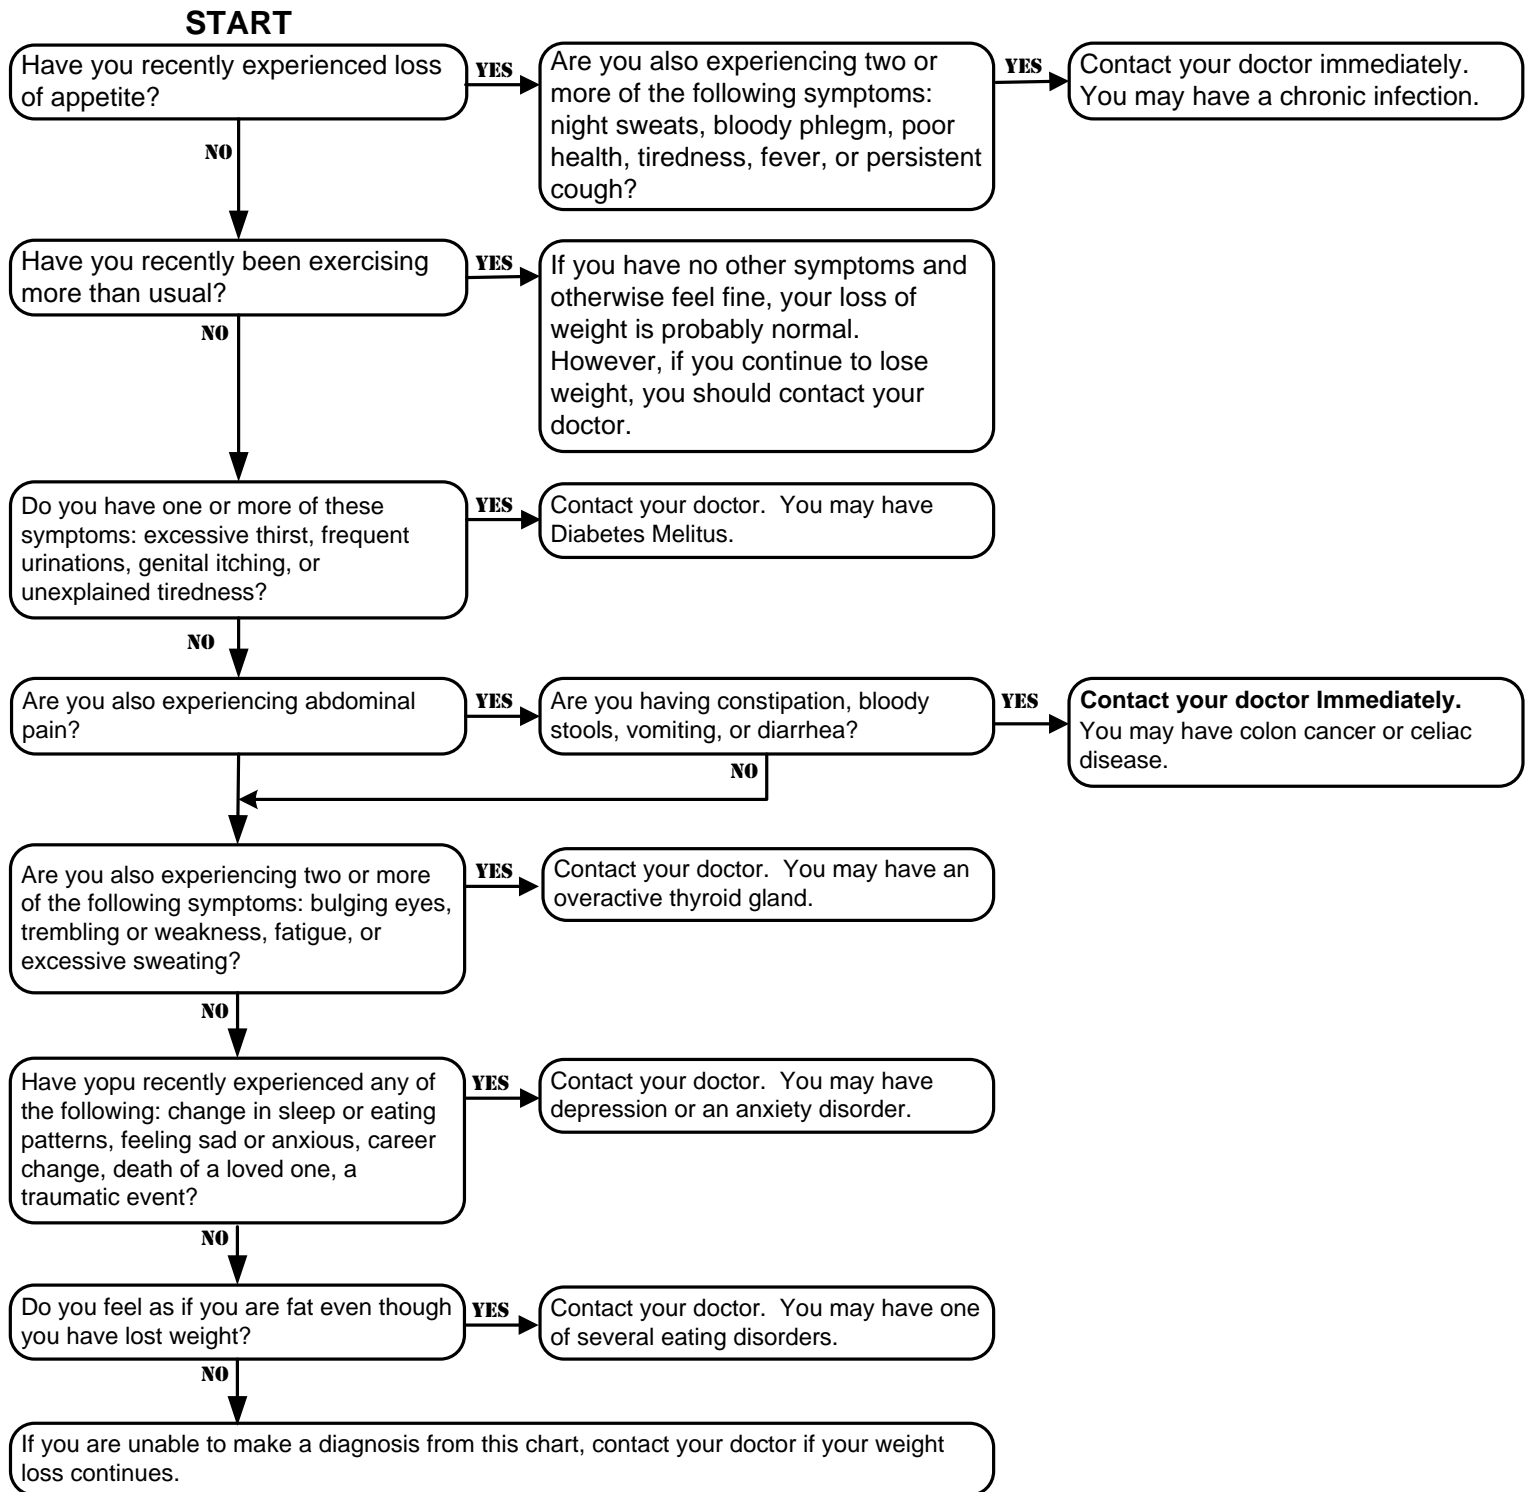 START
Have you recently experienced loss
of appetite?
YES
Are you also experiencing two or
more of the following symptoms:
night sweats, bloody phlegm, poor
health, tiredness, fever, or persistent
cough?
YES
Contact your doctor immediately.
You may have a chronic infection.
NO
Have you recently been exercising
more than usual?
YES
If you have no other symptoms and
otherwise feel fine, your loss of
weight is probably normal.
However, if you continue to lose
weight, you should contact your
doctor.
NO
Do you have one or more of these
symptoms: excessive thirst, frequent
urinations, genital itching, or
unexplained tiredness?
YES
Contact your doctor.  You may have
Diabetes Melitus.
NO
Are you also experiencing abdominal
pain?
YES
Are you having constipation, bloody
stools, vomiting, or diarrhea?
YES
Contact your doctor Immediately.
You may have colon cancer or celiac
disease.
NO
Are you also experiencing two or more
of the following symptoms: bulging eyes,
trembling or weakness, fatigue, or
excessive sweating?
YES
Contact your doctor.  You may have an
overactive thyroid gland.
NO
Have yopu recently experienced any of
the following: change in sleep or eating
patterns, feeling sad or anxious, career
change, death of a loved one, a
traumatic event?
YES
Contact your doctor.  You may have
depression or an anxiety disorder.
NO
Do you feel as if you are fat even though
you have lost weight?
YES
Contact your doctor.  You may have one
of several eating disorders.
NO
If you are unable to make a diagnosis from this chart, contact your doctor if your weight
loss continues.